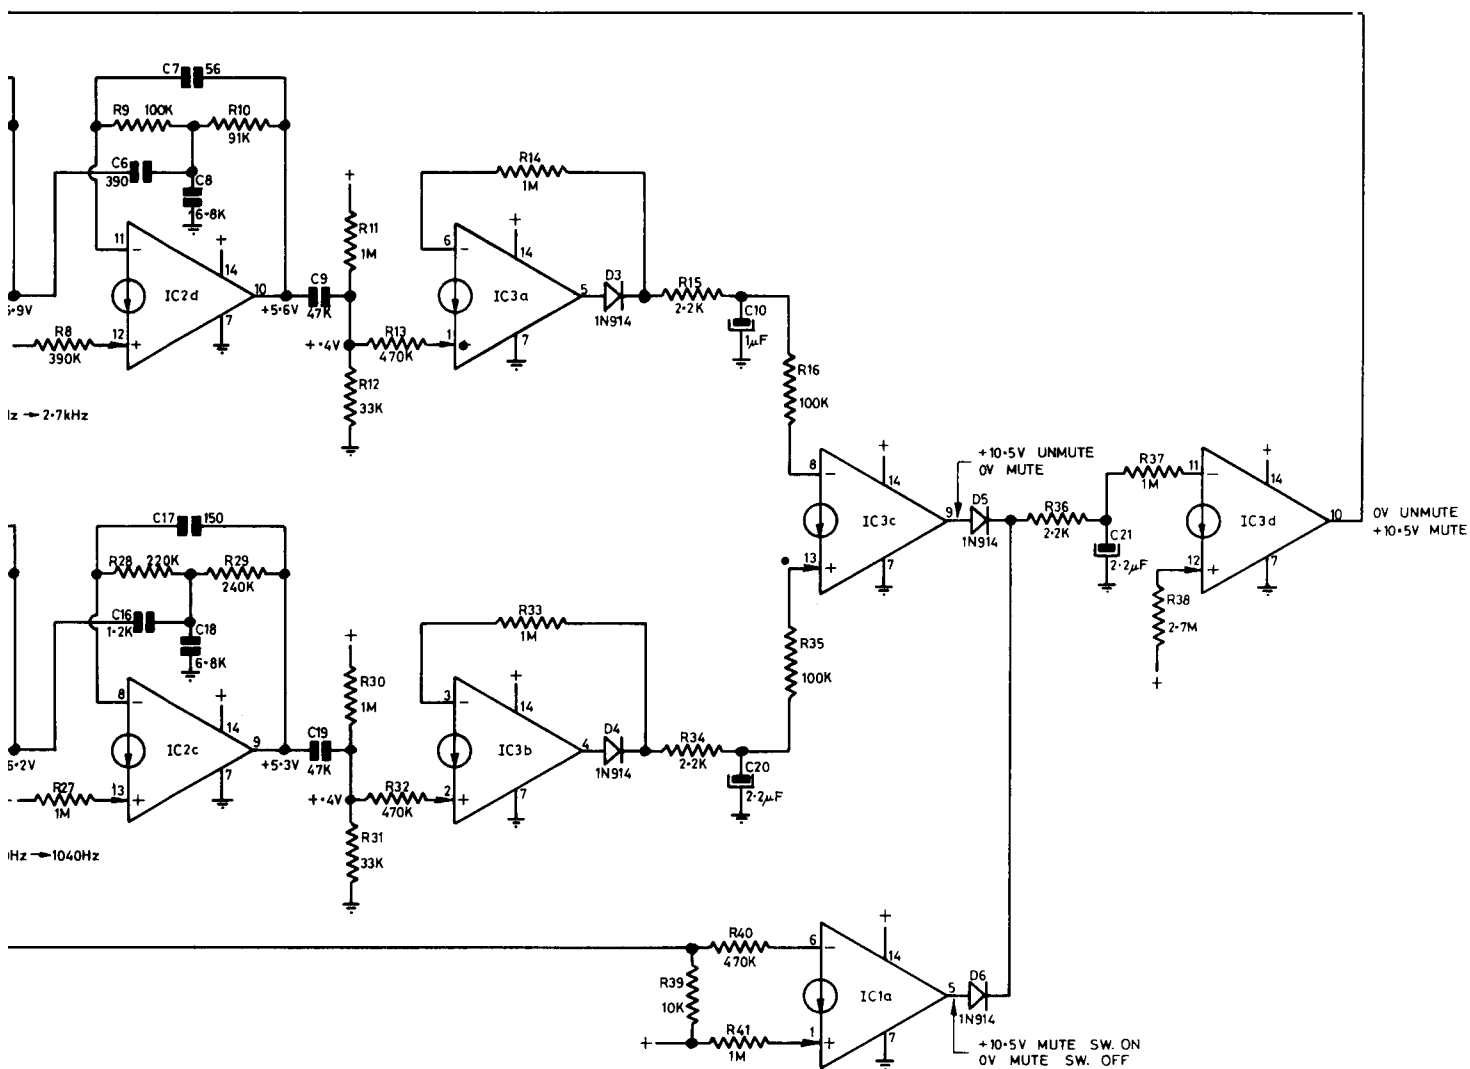 C7 56
R9 100K R10
91K
C6
390
C8
6.8K
11 −
14
IC2d
10
+5.6V
7
12 +
5.9V
R8
390K
Hz → 2.7kHz
+
R11
1M
C9
47K
+.4V
R12
33K
R13
470K
R14
1M
6 −
+
14
IC3a
5
1
7
D3
1N914
R15
2.2K
C10
1µF
R16
100K
8 −
+
14
IC3c
9
13 +
7
+10.5V UNMUTE
0V MUTE
D5
1N914
R36
2.2K
C21
2.2µF
R37
1M
11 −
+
14
IC3d
10
12 +
7
R38
2.7M
+
0V UNMUTE
+10.5V MUTE
C17 150
R28 220K R29
240K
C16
1.2K
C18
6.8K
8 −
+
14
IC2c
9
+5.3V
7
13 +
6.2V
R27
1M
Hz → 1040Hz
+
R30
1M
C19
47K
+.4V
R31
33K
R32
470K
R33
1M
3 −
+
14
IC3b
4
2 +
7
D4
1N914
R34
2.2K
C20
2.2µF
R35
100K
R40
470K
R39
10K
+
R41
1M
6 −
+
14
IC1a
5
1 +
7
D6
1N914
+10.5V MUTE SW. ON
0V MUTE SW. OFF